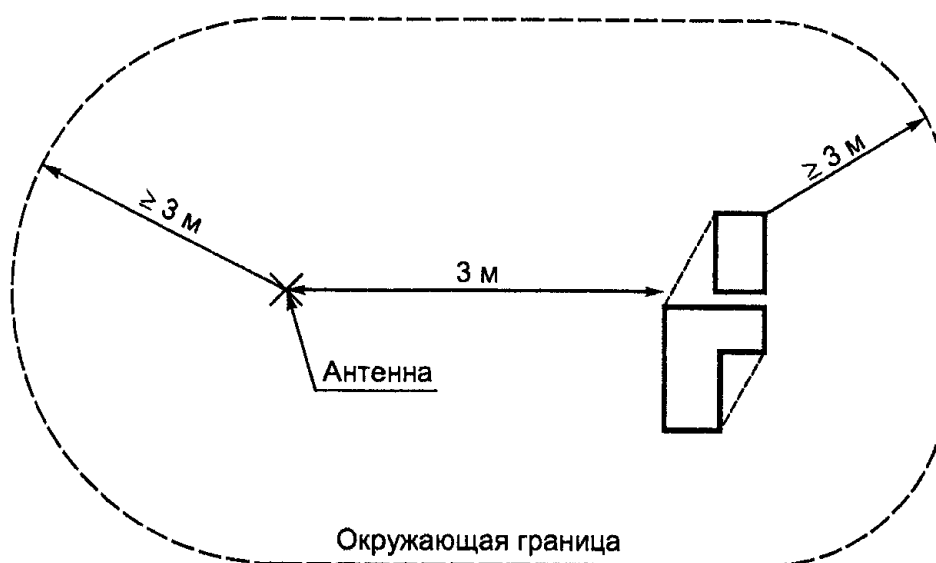 ≥ 3 м
≥ 3 м
3 м
Антенна
Окружающая граница